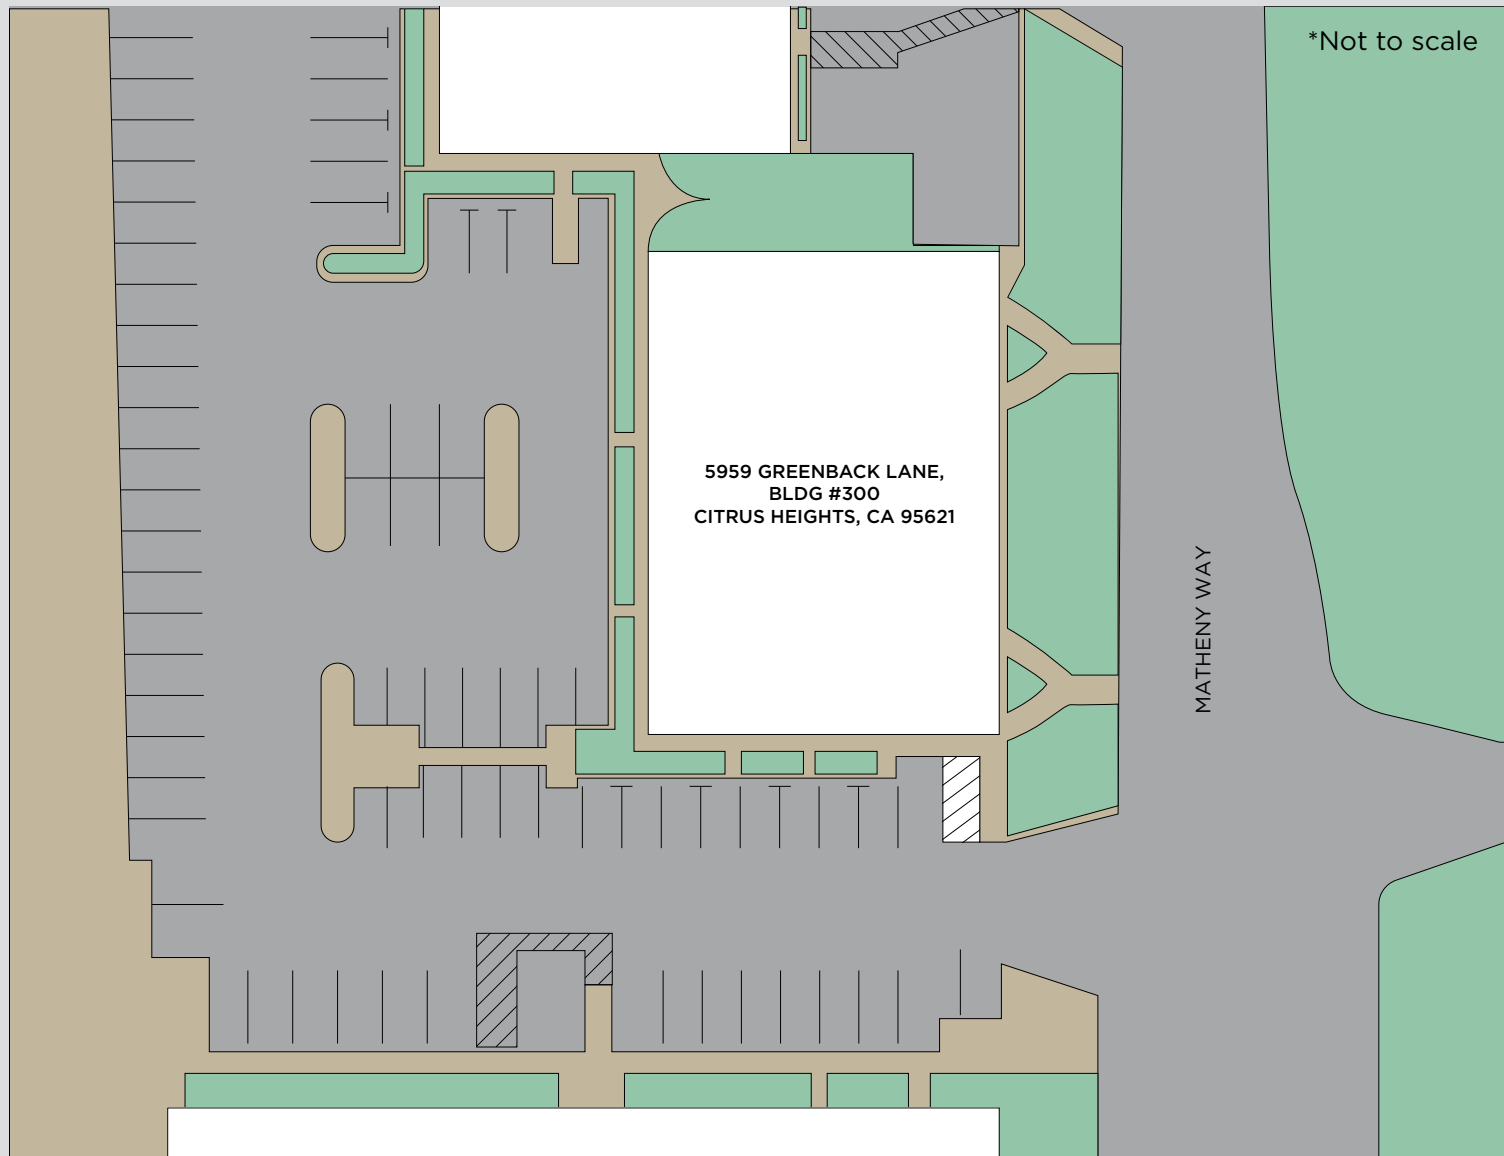 *Not to scale
5959 GREENBACK LANE,
BLDG #300
CITRUS HEIGHTS, CA 95621
MATHENY WAY